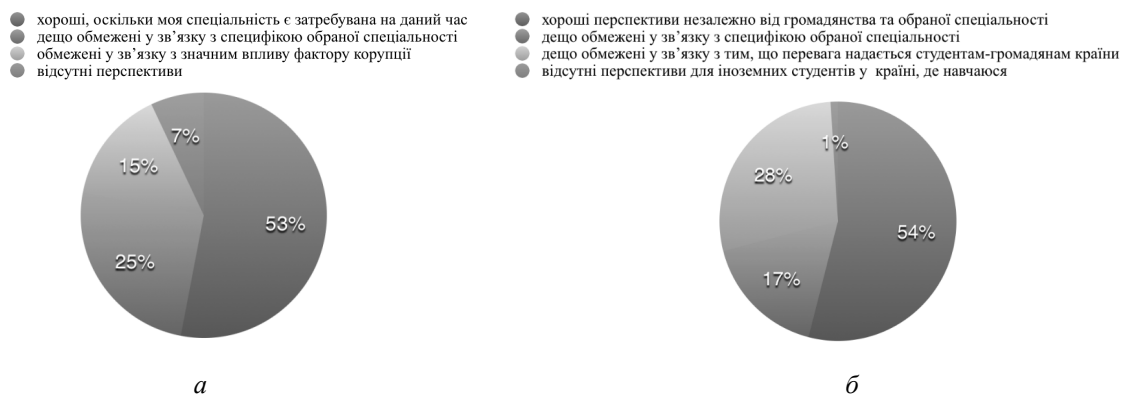 хороші, оскільки моя спеціальність є затребувана на даний час
дещо обмежені у зв’язку з специфікою обраної спеціальності
обмежені у зв’язку з значним впливу фактору корупції
відсутні перспективи
7%
15%
53%
25%
а
хороші перспективи незалежно від громадянства та обраної спеціальності
дещо обмежені у зв’язку з специфікою обраної спеціальності
дещо обмежені у зв’язку з тим, що перевага надається студентам-громадянам країни
відсутні перспективи для іноземних студентів у країні, де навчаюся
1%
28%
54%
17%
б